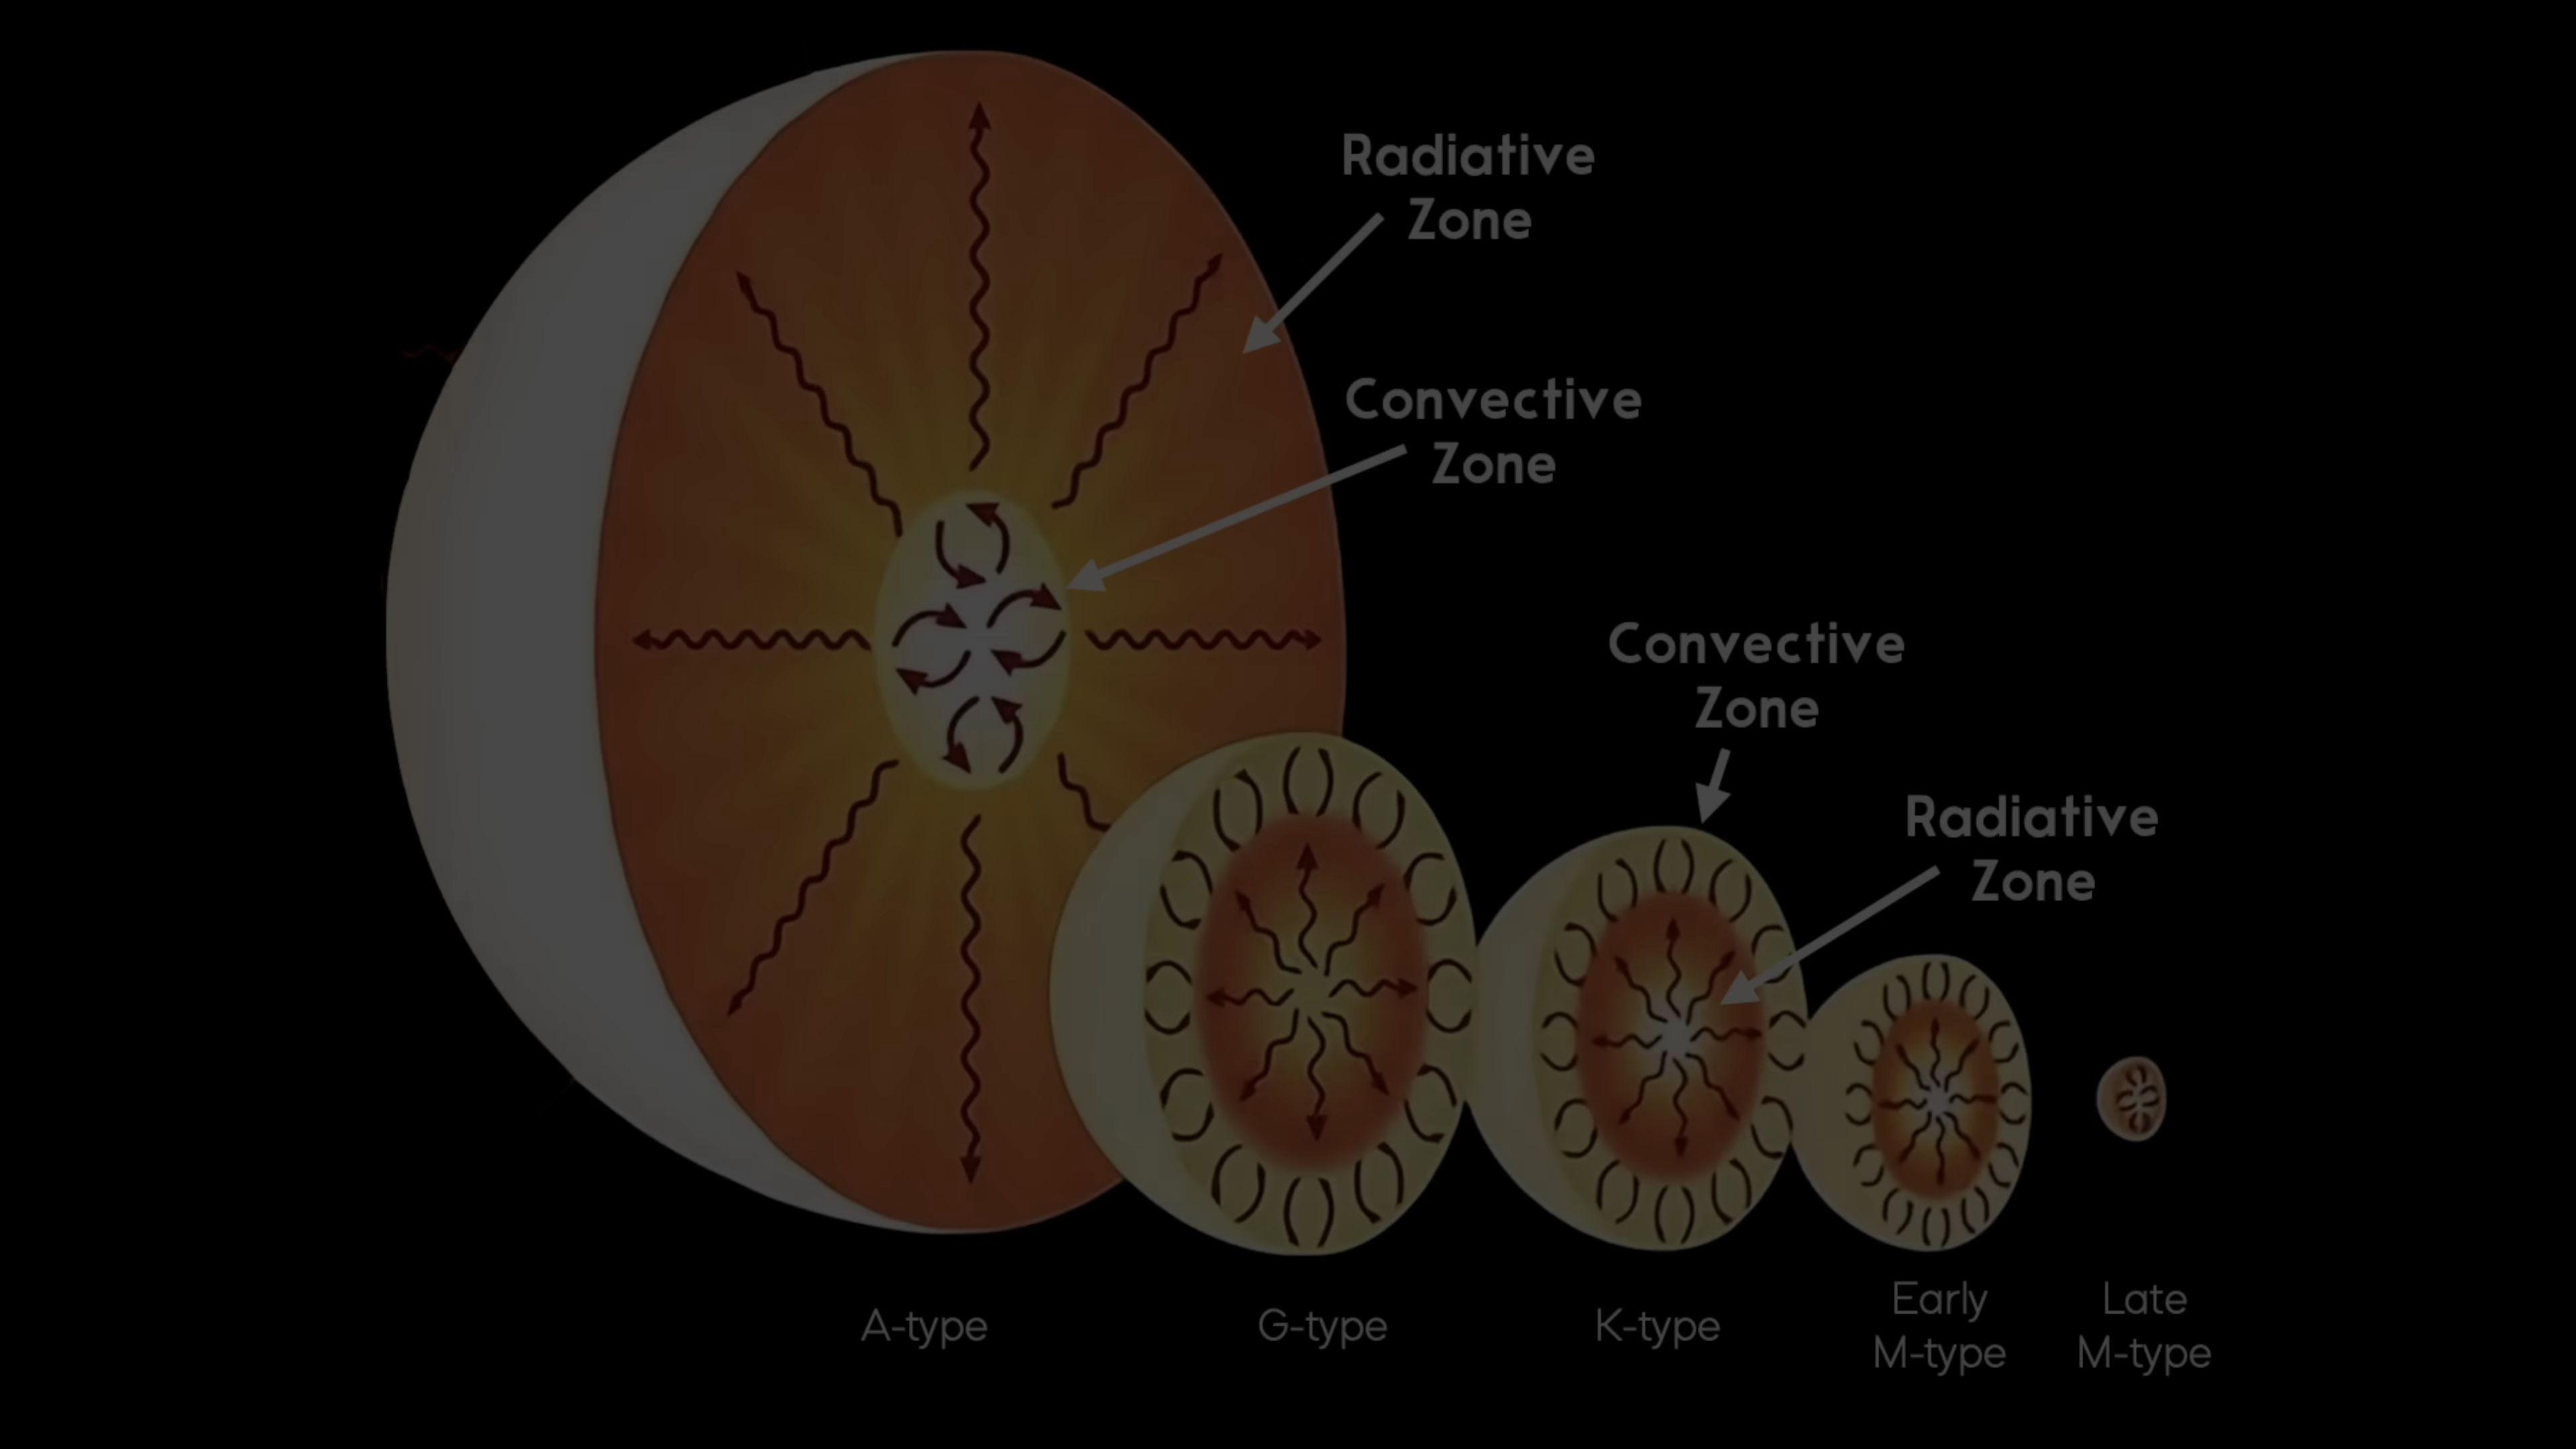 Radiative
Zone
Convective
Zone
Convective
Zone
Radiative
Zone
A-type
G-type
K-type
Early
M-type
Late
M-type